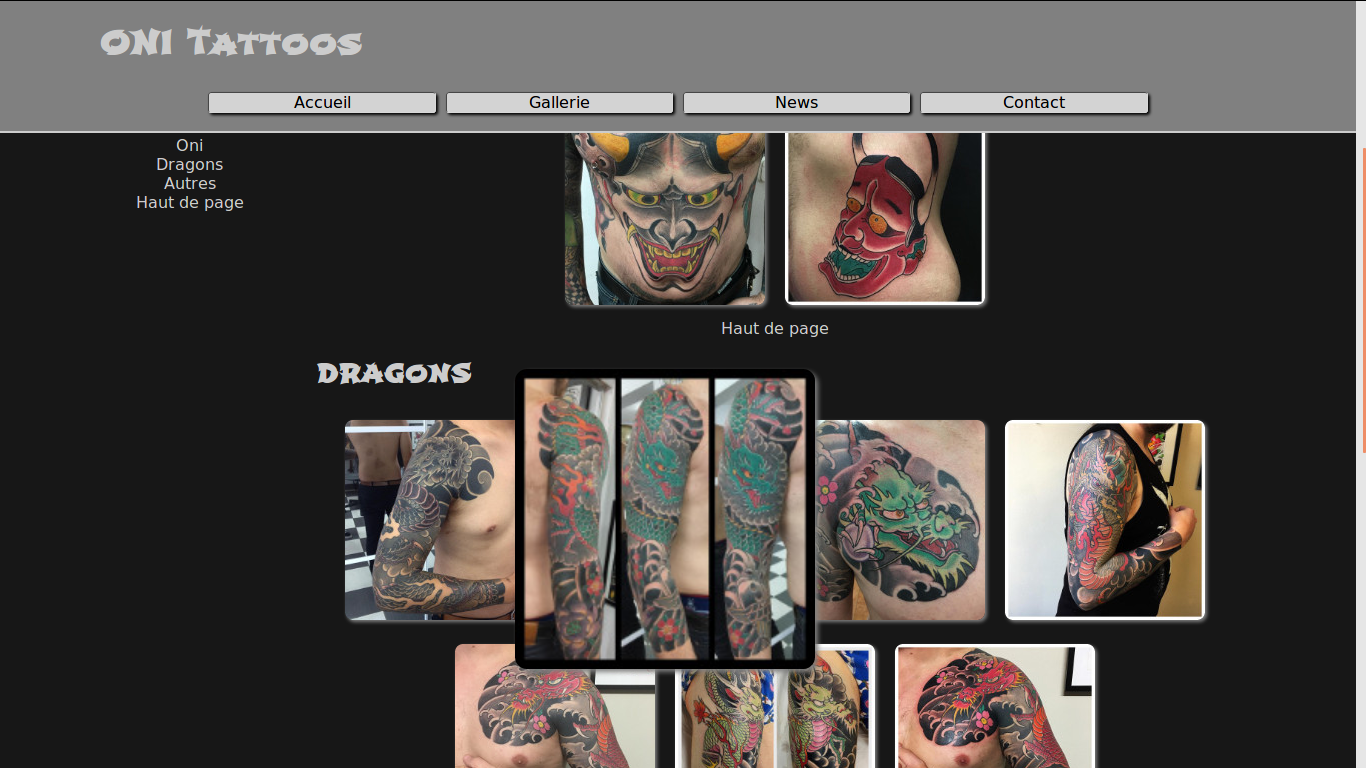 ONI Tattoos
Accueil Gallerie News Contact
Oni
Dragons
Autres
Haut de page
Haut de page
DRAGONS